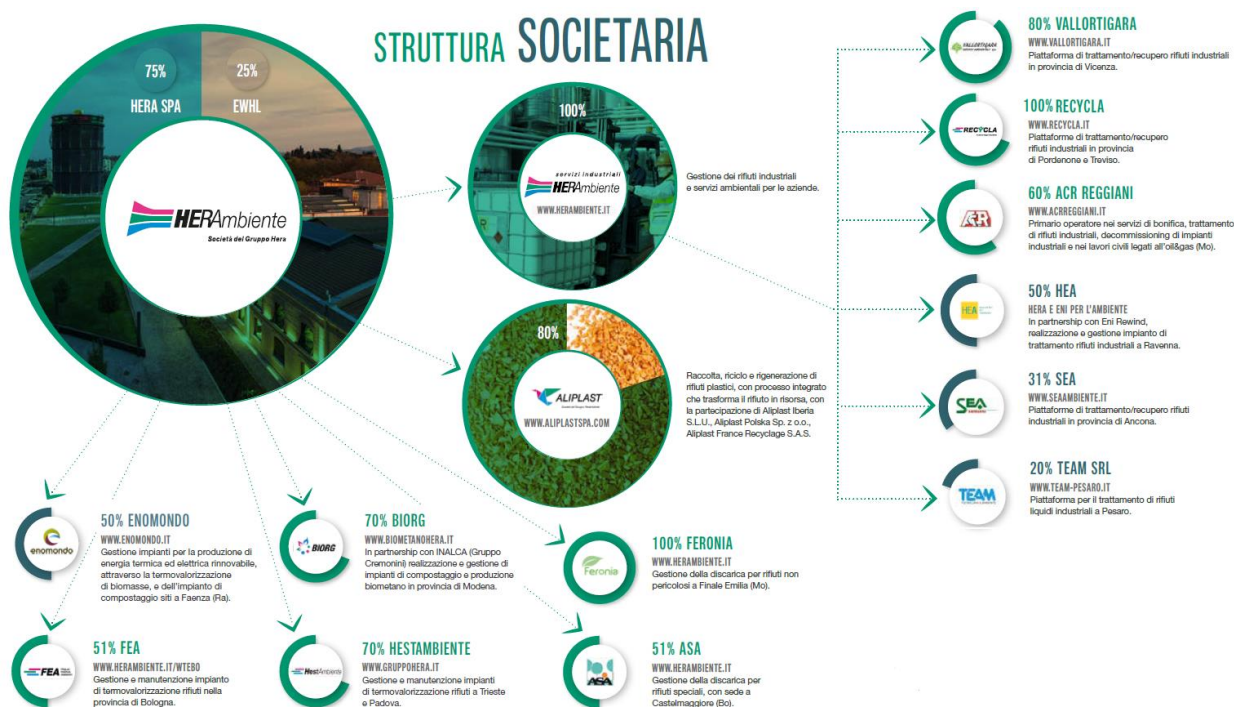 STRUTTURA SOCIETARIA
75%
HERA SPA
25%
EWHL
HERAmbiente
Società del Gruppo Hera
100%
servizi industriali
HERAmbiente
WWW.HERAMBIENTE.IT
Gestione dei rifiuti industriali
e servizi ambientali per le aziende.
80%
ALIPLAST
WWW.ALIPLASTSPA.COM
Raccolta, riciclo e rigenerazione di
rifiuti plastici, con processo integrato
che trasforma il rifiuto in risorsa, con
la partecipazione di Aliplast Iberia
S.L.U., Aliplast Polska Sp. z o.o.,
Aliplast France Recyclage S.A.S.
VALLORTIGARA
80% VALLORTIGARA
WWW.VALLORTIGARA.IT
Piattaforma di trattamento/recupero rifiuti industriali
in provincia di Vicenza.
RECYCLA
100% RECYCLA
WWW.RECYCLA.IT
Piattaforme di trattamento/recupero
rifiuti industriali in provincia
di Pordenone e Treviso.
ACR
60% ACR REGGIANI
WWW.ACRREGGIANI.IT
Primario operatore nei servizi di bonifica, trattamento
di rifiuti industriali, decommissioning di impianti
industriali e nei lavori civili legati all'oil&gas (Mo).
HEA
50% HEA
HERA E ENI PER L'AMBIENTE
In partnership con Eni Rewind,
realizzazione e gestione impianto di
trattamento rifiuti industriali a Ravenna.
SEA
31% SEA
WWW.SEAAMBIENTE.IT
Piattaforme di trattamento/recupero rifiuti
industriali in provincia di Ancona.
TEAM
20% TEAM SRL
WWW.TEAM-PESARO.IT
Piattaforma per il trattamento di rifiuti
liquidi industriali a Pesaro.
enomondo
50% ENOMONDO
WWW.ENOMONDO.IT
Gestione impianti per la produzione di
energia termica ed elettrica rinnovabile,
attraverso la termovalorizzazione
di biomasse, e dell'impianto di
compostaggio siti a Faenza (Ra).
BIORG
70% BIORG
WWW.BIOMETANOHERA.IT
In partnership con INALCA (Gruppo
Cremonini) realizzazione e gestione di
impianti di compostaggio e produzione
biometano in provincia di Modena.
Feronia
100% FERONIA
WWW.HERAMBIENTE.IT
Gestione della discarica per rifiuti non
pericolosi a Finale Emilia (Mo).
FEA
51% FEA
WWW.HERAMBIENTE.IT/WTEBO
Gestione e manutenzione impianto
di termovalorizzazione rifiuti nella
provincia di Bologna.
HestAmbiente
70% HESTAMBIENTE
WWW.GRUPPOHERA.IT
Gestione e manutenzione impianti
di termovalorizzazione rifiuti a Trieste
e Padova.
ASA
51% ASA
WWW.HERAMBIENTE.IT
Gestione della discarica per
rifiuti speciali, con sede a
Castelmaggiore (Bo).